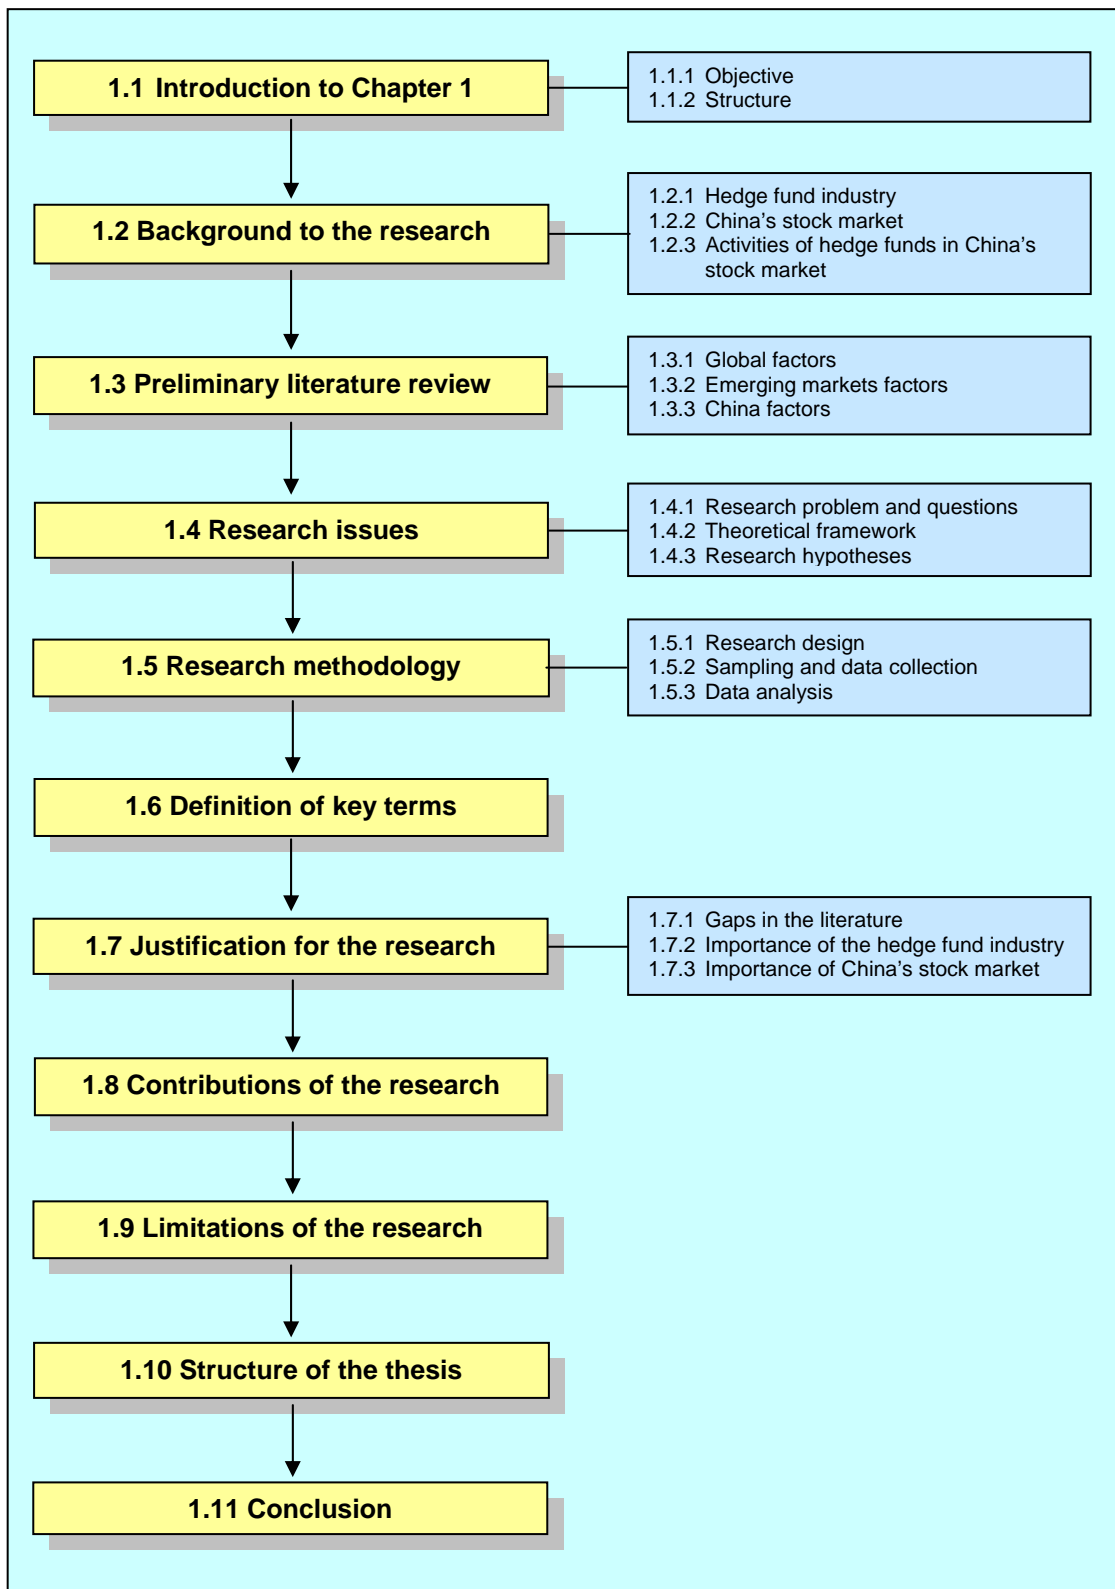 1.1 Introduction to Chapter 1
1.1.1 Objective
1.1.2 Structure
1.2 Background to the research
1.2.1 Hedge fund industry
1.2.2 China's stock market
1.2.3 Activities of hedge funds in China's
stock market
1.3 Preliminary literature review
1.3.1 Global factors
1.3.2 Emerging markets factors
1.3.3 China factors
1.4 Research issues
1.4.1 Research problem and questions
1.4.2 Theoretical framework
1.4.3 Research hypotheses
1.5 Research methodology
1.5.1 Research design
1.5.2 Sampling and data collection
1.5.3 Data analysis
1.6 Definition of key terms
1.7 Justification for the research
1.7.1 Gaps in the literature
1.7.2 Importance of the hedge fund industry
1.7.3 Importance of China's stock market
1.8 Contributions of the research
1.9 Limitations of the research
1.10 Structure of the thesis
1.11 Conclusion